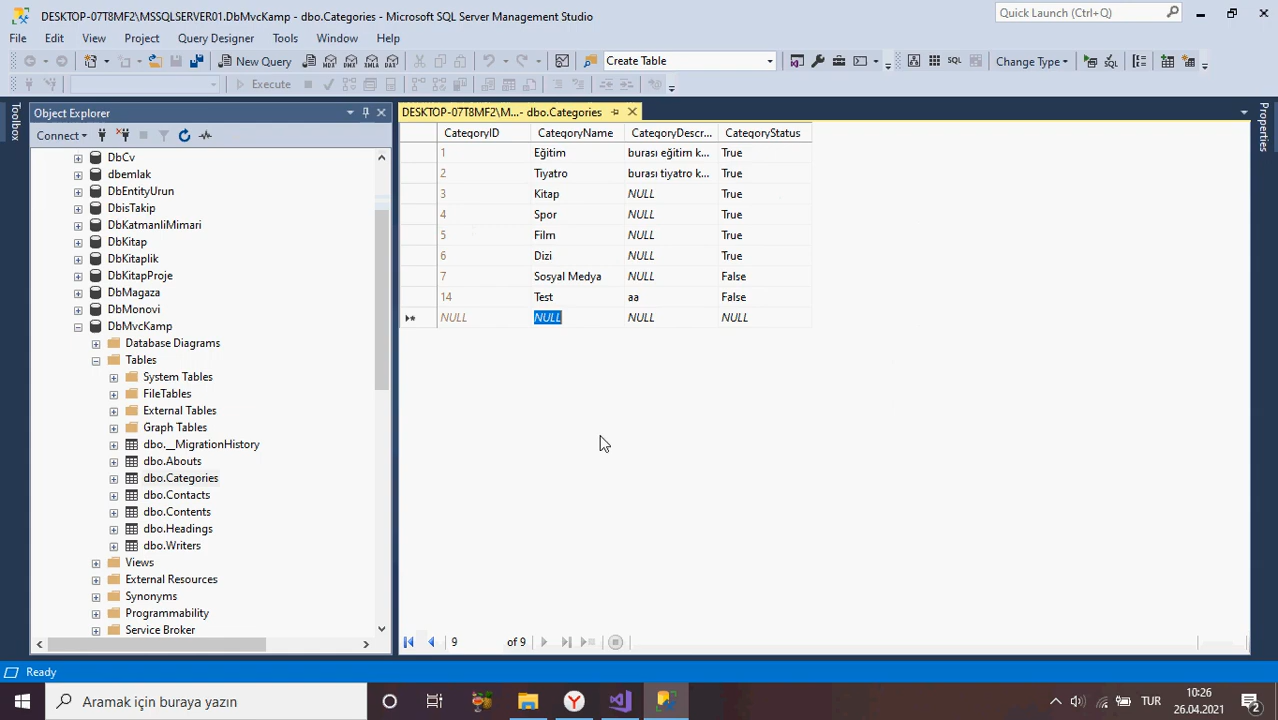 DESKTOP-07T8MF2\MSSQLSERVER01.DbMvcKamp - dbo.Categories - Microsoft SQL Server Management Studio
Quick Launch (Ctrl+Q)
File Edit View Project Query Designer Tools Window Help
New Query Create Table Change Type
Execute
Toolbox
Object Explorer
Connect
DbCv
dbemlak
DbEntityUrun
DbisTakip
DbKatmanliMimari
DbKitap
DbKitaplik
DbKitapProje
DbMagaza
DbMonovi
DbMvcKamp
Database Diagrams
Tables
System Tables
FileTables
External Tables
Graph Tables
dbo.__MigrationHistory
dbo.Abouts
dbo.Categories
dbo.Contacts
dbo.Contents
dbo.Headings
dbo.Writers
Views
External Resources
Synonyms
Programmability
Service Broker
DESKTOP-07T8MF2\M...- dbo.Categories
CategoryID CategoryName CategoryDescr... CategoryStatus
1 Eğitim burası eğitim k... True
2 Tiyatro burası tiyatro k... True
3 Kitap NULL True
4 Spor NULL True
5 Film NULL True
6 Dizi NULL True
7 Sosyal Medya NULL False
14 Test aa False
NULL NULL NULL NULL
9 of 9
Properties
Ready
Aramak için buraya yazın
TUR
10:26
26.04.2021
2